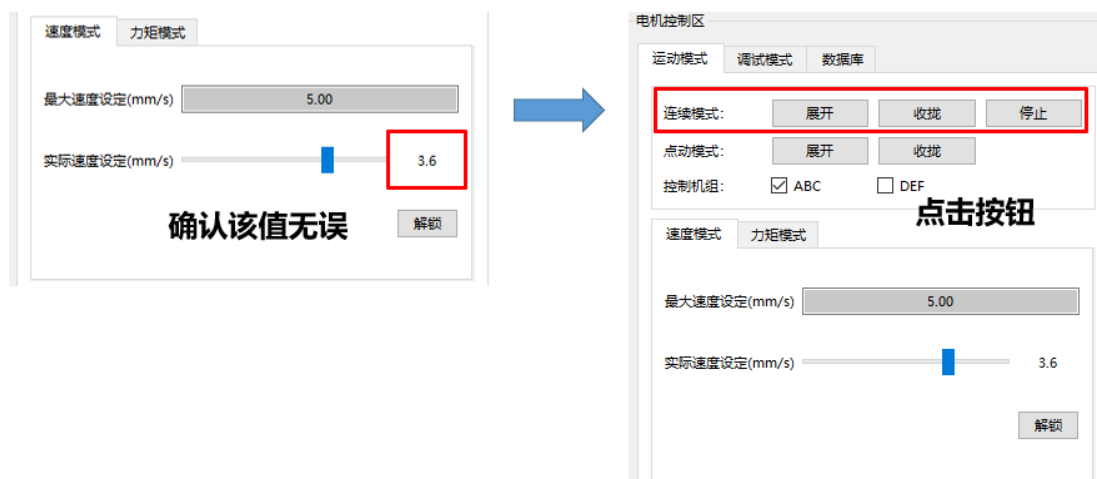 速度模式 力矩模式
最大速度设定(mm/s) 5.00
实际速度设定(mm/s) 3.6
确认该值无误
解锁
电机控制区
运动模式 调试模式 数据库
连续模式: 展开 收拢 停止
点动模式: 展开 收拢
控制机组: ABC DEF
点击按钮
速度模式 力矩模式
最大速度设定(mm/s) 5.00
实际速度设定(mm/s) 3.6
解锁